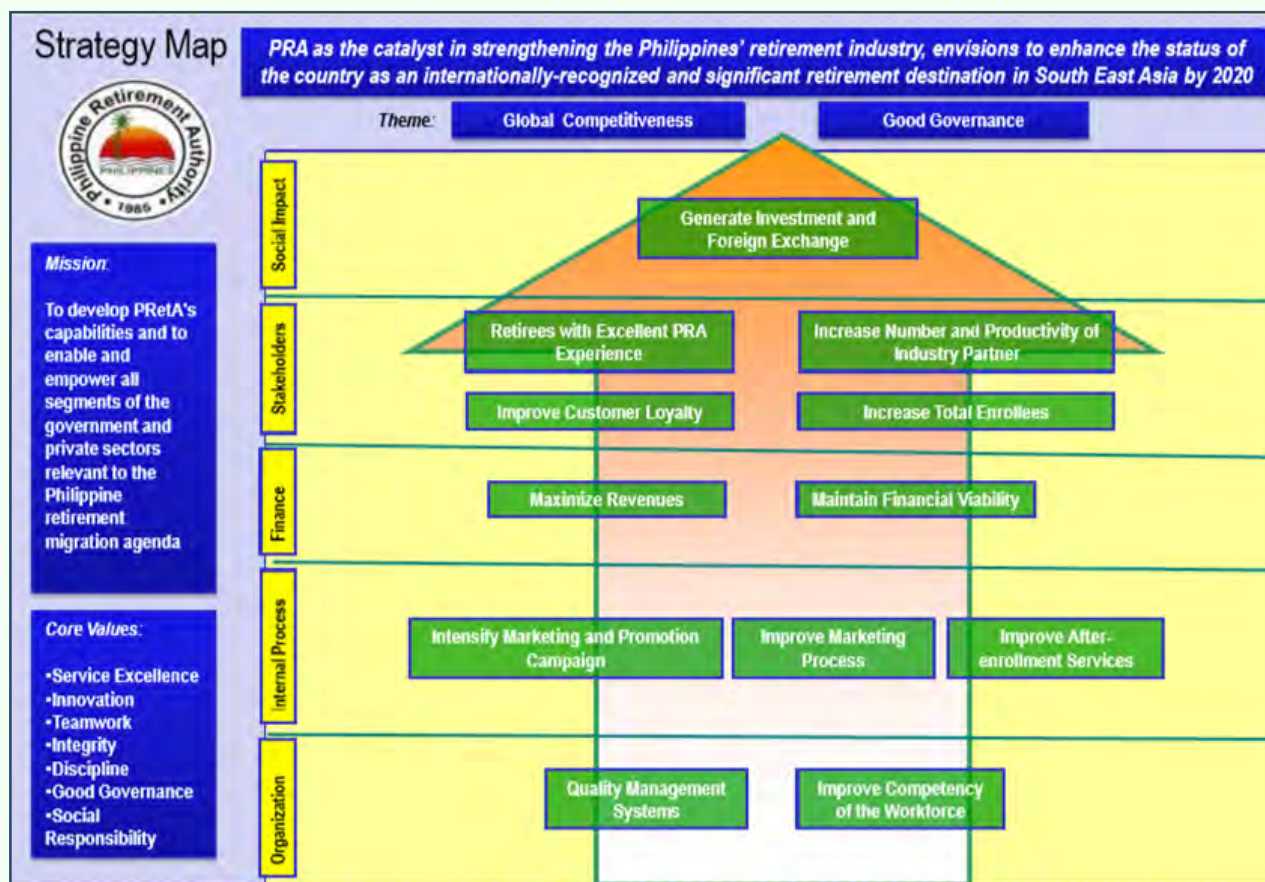 Strategy Map
PRA as the catalyst in strengthening the Philippines' retirement industry, envisions to enhance the status of
the country as an internationally-recognized and significant retirement destination in South East Asia by 2020
Theme:
Global Competitiveness
Good Governance
Philippine Retirement Authority
PHILIPPINES
• 1985 •
Mission:
To develop PRetA's
capabilities and to
enable and
empower all
segments of the
government and
private sectors
relevant to the
Philippine
retirement
migration agenda
Core Values:
•Service Excellence
•Innovation
•Teamwork
•Integrity
•Discipline
•Good Governance
•Social
Responsibility
Social Impact
Generate Investment and
Foreign Exchange
Stakeholders
Retirees with Excellent PRA
Experience
Increase Number and Productivity of
Industry Partner
Improve Customer Loyalty
Increase Total Enrollees
Finance
Maximize Revenues
Maintain Financial Viability
Internal Process
Intensify Marketing and Promotion
Campaign
Improve Marketing
Process
Improve After-
enrollment Services
Organization
Quality Management
Systems
Improve Competency
of the Workforce